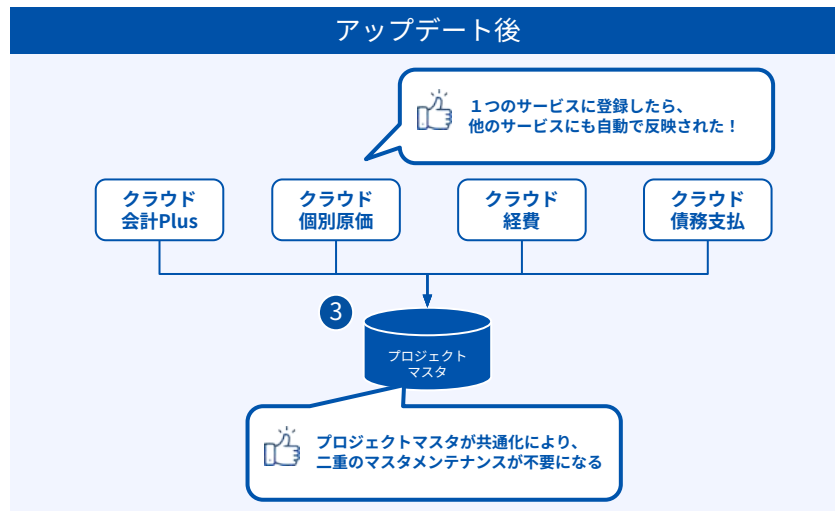 アップデート後
１つのサービスに登録したら、
他のサービスにも自動で反映された！
クラウド
会計Plus
クラウド
個別原価
クラウド
経費
クラウド
債務支払
3
プロジェクト
マスタ
プロジェクトマスタが共通化により、
二重のマスタメンテナンスが不要になる